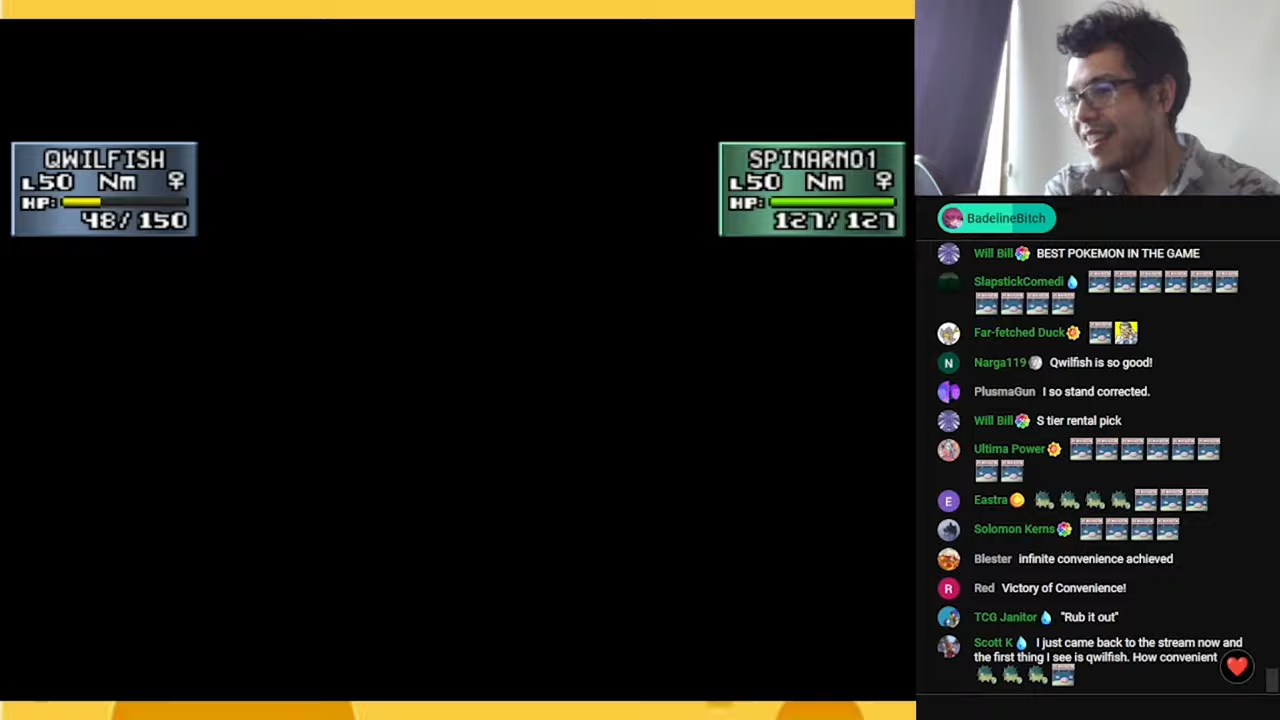 QWILFISH
L50 Nm ♀
HP:
48/150
SPINARNO1
L50 Nm ♀
HP:
127/127
BadelineBitch
Will Bill BEST POKEMON IN THE GAME
SlapstickComedi
Far-fetched Duck
N Narga119 Qwilfish is so good!
PlusmaGun I so stand corrected.
Will Bill S tier rental pick
Ultima Power
E Eastra
Solomon Kerns
Blester infinite convenience achieved
R Red Victory of Convenience!
TCG Janitor "Rub it out"
Scott K I just came back to the stream now and
the first thing I see is qwilfish. How convenient